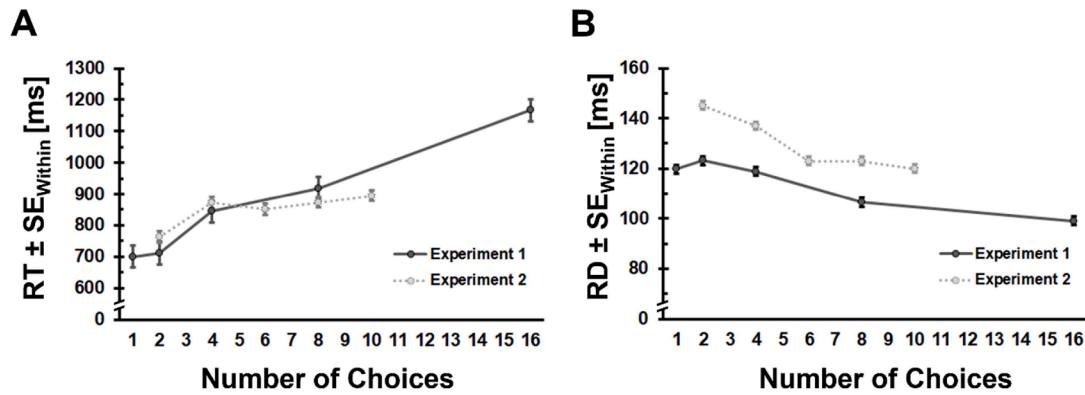 A
RT ± SEWithin [ms]
1300
1200
1100
1000
900
800
700
600
0
Experiment 1
Experiment 2
1 2 3 4 5 6 7 8 9 10 11 12 13 14 15 16
Number of Choices
B
RD ± SEWithin [ms]
160
140
120
100
80
0
Experiment 1
Experiment 2
1 2 3 4 5 6 7 8 9 10 11 12 13 14 15 16
Number of Choices